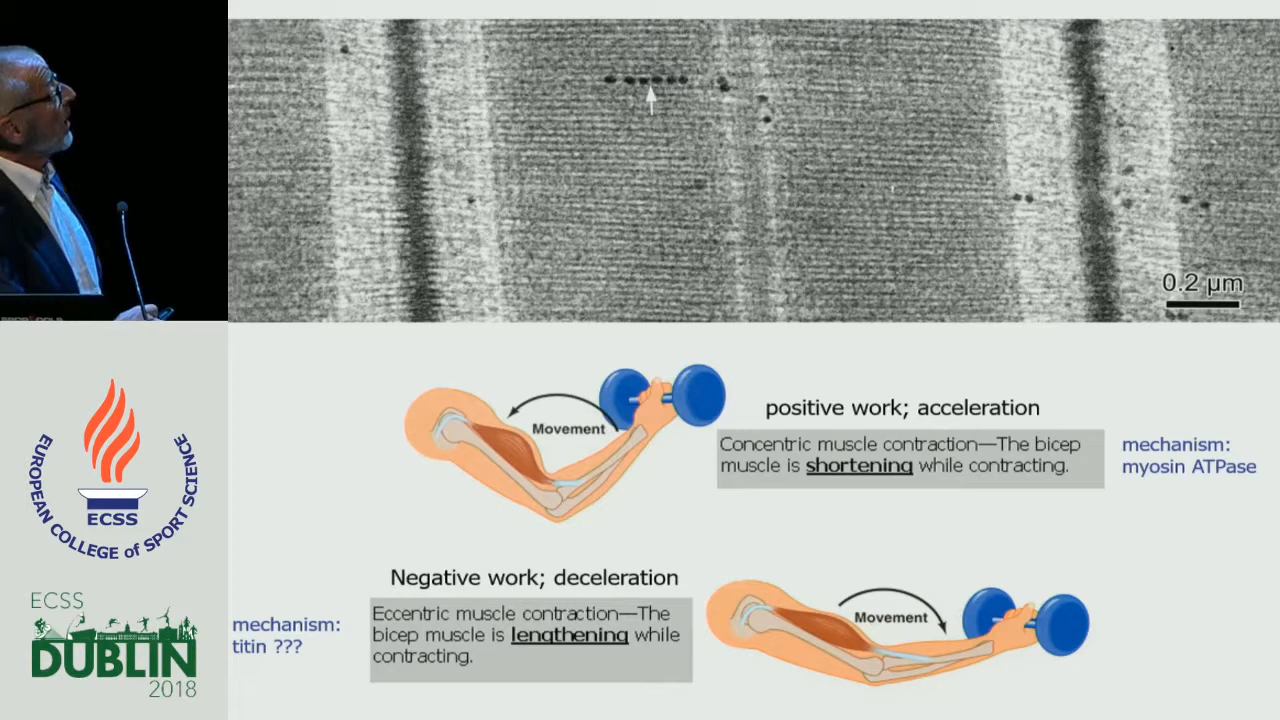 0.2 µm
Movement
positive work; acceleration
Concentric muscle contraction—The bicep
muscle is shortening while contracting.
mechanism:
myosin ATPase
Negative work; deceleration
Eccentric muscle contraction—The
bicep muscle is lengthening while
contracting.
mechanism:
titin ???
Movement
EUROPEAN COLLEGE of SPORT SCIENCE
ECSS
ECSS
DUBLIN
2018